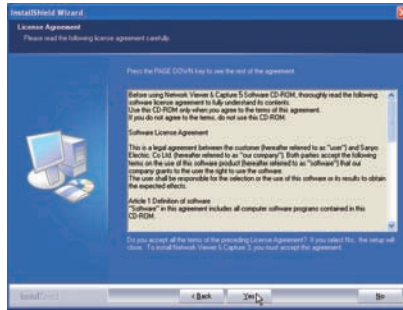 InstallShield Wizard
License Agreement
Please read the following license agreement carefully.
Press the PAGE DOWN key to see the rest of the agreement.
Before using Network Viewer & Capture 5 Software CD-ROM, thoroughly read the following
software license agreement to fully understand its contents.
Use this CD-ROM only when you agree to the terms of this agreement.
If you do not agree to the terms, do not use this CD-ROM.
Software License Agreement
This is a legal agreement between the customer (hereafter referred to as "user") and Sanyo
Electric. Co Ltd. (hereafter referred to as "our company"). Both parties accept the following
terms on the use of this software product (hereafter referred to as "software") that our
company grants to the user the right to use the software.
The user shall be responsible for the selection or the use of this software or its results to obtain
the expected effects.
Article 1 Definition of software
"Software" in this agreement includes all computer software programs contained in this
CD-ROM.
Do you accept all the terms of the preceding License Agreement? If you select No, the setup will
close. To install Network Viewer & Capture 3, you must accept this agreement.
InstallShield
< Back
Yes
No